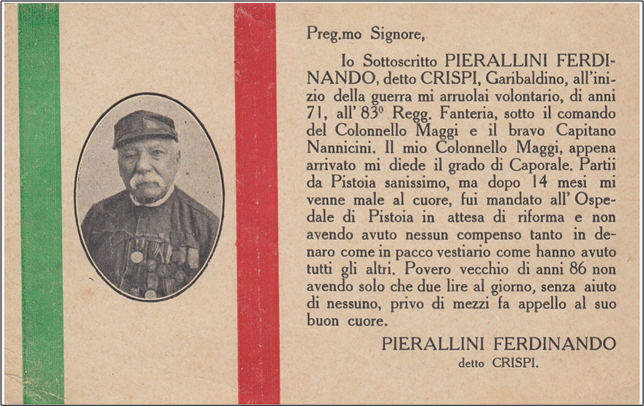 Preg.mo Signore,
Io Sottoscritto PIERALLINI FERDI-
NANDO, detto CRISPI, Garibaldino, all'ini-
zio della guerra mi arruolai volontario, di anni
71, all'83º Regg. Fanteria, sotto il comando
del Colonnello Maggi e il bravo Capitano
Nannicini. Il mio Colonnello Maggi, appena
arrivato mi diede il grado di Caporale. Partii
da Pistoia sanissimo, ma dopo 14 mesi mi
venne male al cuore, fui mandato all'Ospe-
dale di Pistoia in attesa di riforma e non
avendo avuto nessun compenso tanto in de-
naro come in pacco vestiario come hanno avuto
tutti gli altri. Povero vecchio di anni 86 non
avendo solo che due lire al giorno, senza aiuto
di nessuno, privo di mezzi fa appello al suo
buon cuore.
PIERALLINI FERDINANDO
detto CRISPI.